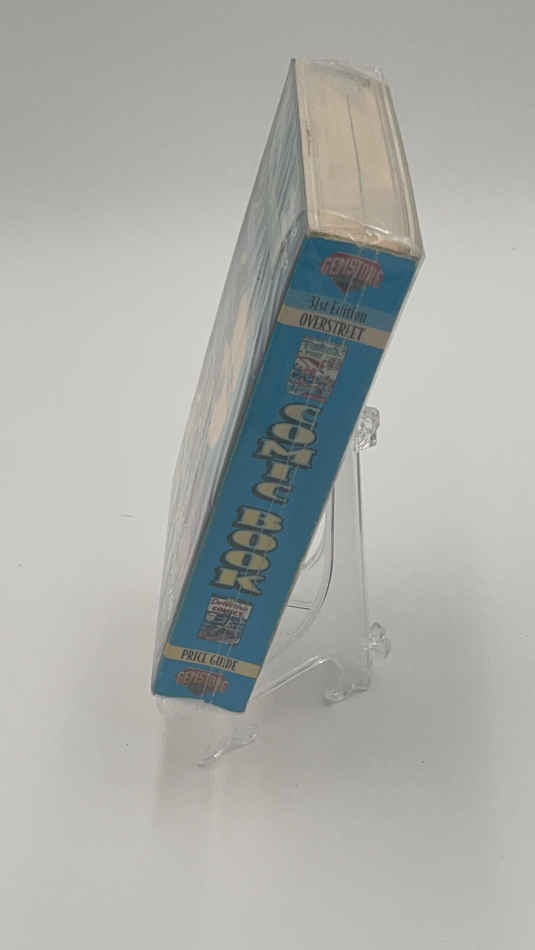 GEMSTONE
31st Edition
OVERSTREET
COMIC
BOOK
PRICE GUIDE
GEMSTONE